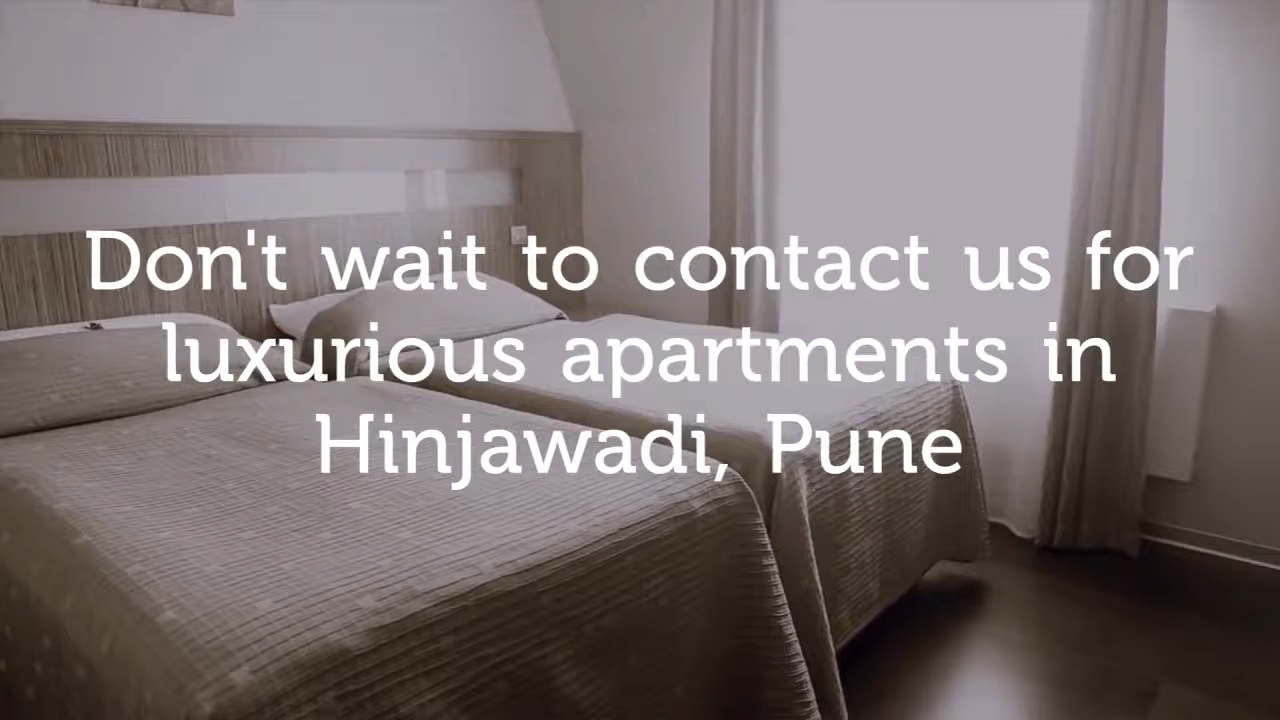 Don't wait to contact us for
luxurious apartments in
Hinjawadi, Pune